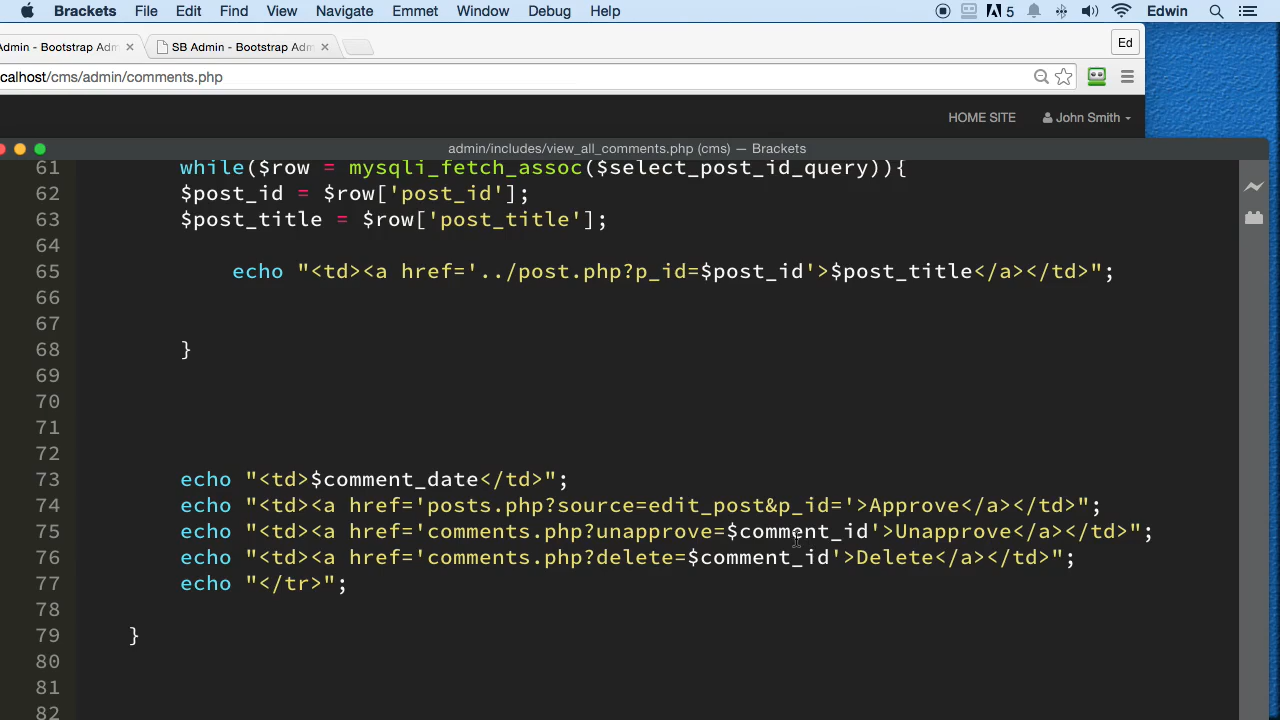 Brackets File Edit Find View Navigate Emmet Window Debug Help 5 Edwin
Admin - Bootstrap Adm SB Admin - Bootstrap Adm Ed
calhost/cms/admin/comments.php
HOME SITE John Smith
admin/includes/view_all_comments.php (cms) — Brackets
61 while($row = mysqli_fetch_assoc($select_post_id_query)){
62 $post_id = $row['post_id'];
63 $post_title = $row['post_title'];
64
65 echo "<td><a href='../post.php?p_id=$post_id'>$post_title</a></td>";
66
67
68 }
69
70
71
72
73 echo "<td>$comment_date</td>";
74 echo "<td><a href='posts.php?source=edit_post&p_id='>Approve</a></td>";
75 echo "<td><a href='comments.php?unapprove=$comment_id'>Unapprove</a></td>";
76 echo "<td><a href='comments.php?delete=$comment_id'>Delete</a></td>";
77 echo "</tr>";
78
79 }
80
81
82